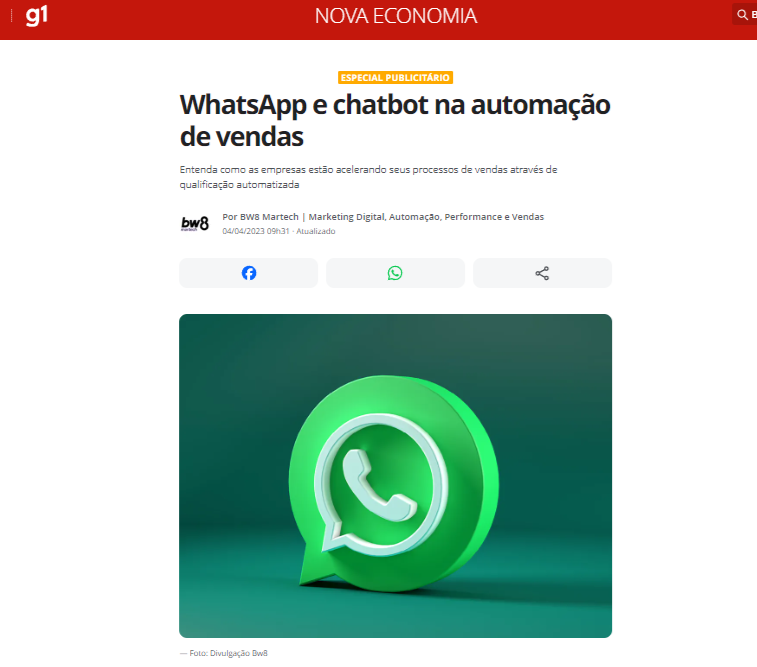 g1
NOVA ECONOMIA
B
ESPECIAL PUBLICITÁRIO
WhatsApp e chatbot na automação
de vendas
Entenda como as empresas estão acelerando seus processos de vendas através de
qualificação automatizada
bw8
martech
Por BW8 Martech | Marketing Digital, Automação, Performance e Vendas
04/04/2023 09h31 · Atualizado
— Foto: Divulgação Bw8